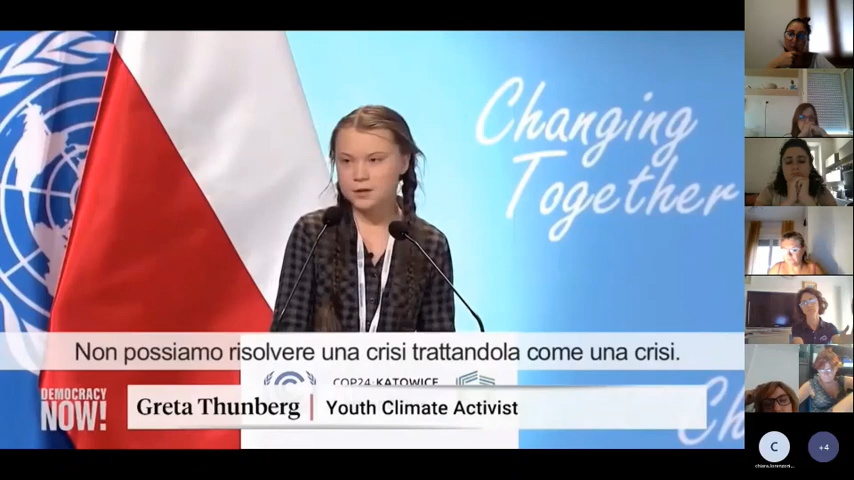 Changing
Together
Non possiamo risolvere una crisi trattandola come una crisi.
COP24·KATOWICE
DEMOCRACY
NOW!
Greta Thunberg
Youth Climate Activist
Ch
C
+4